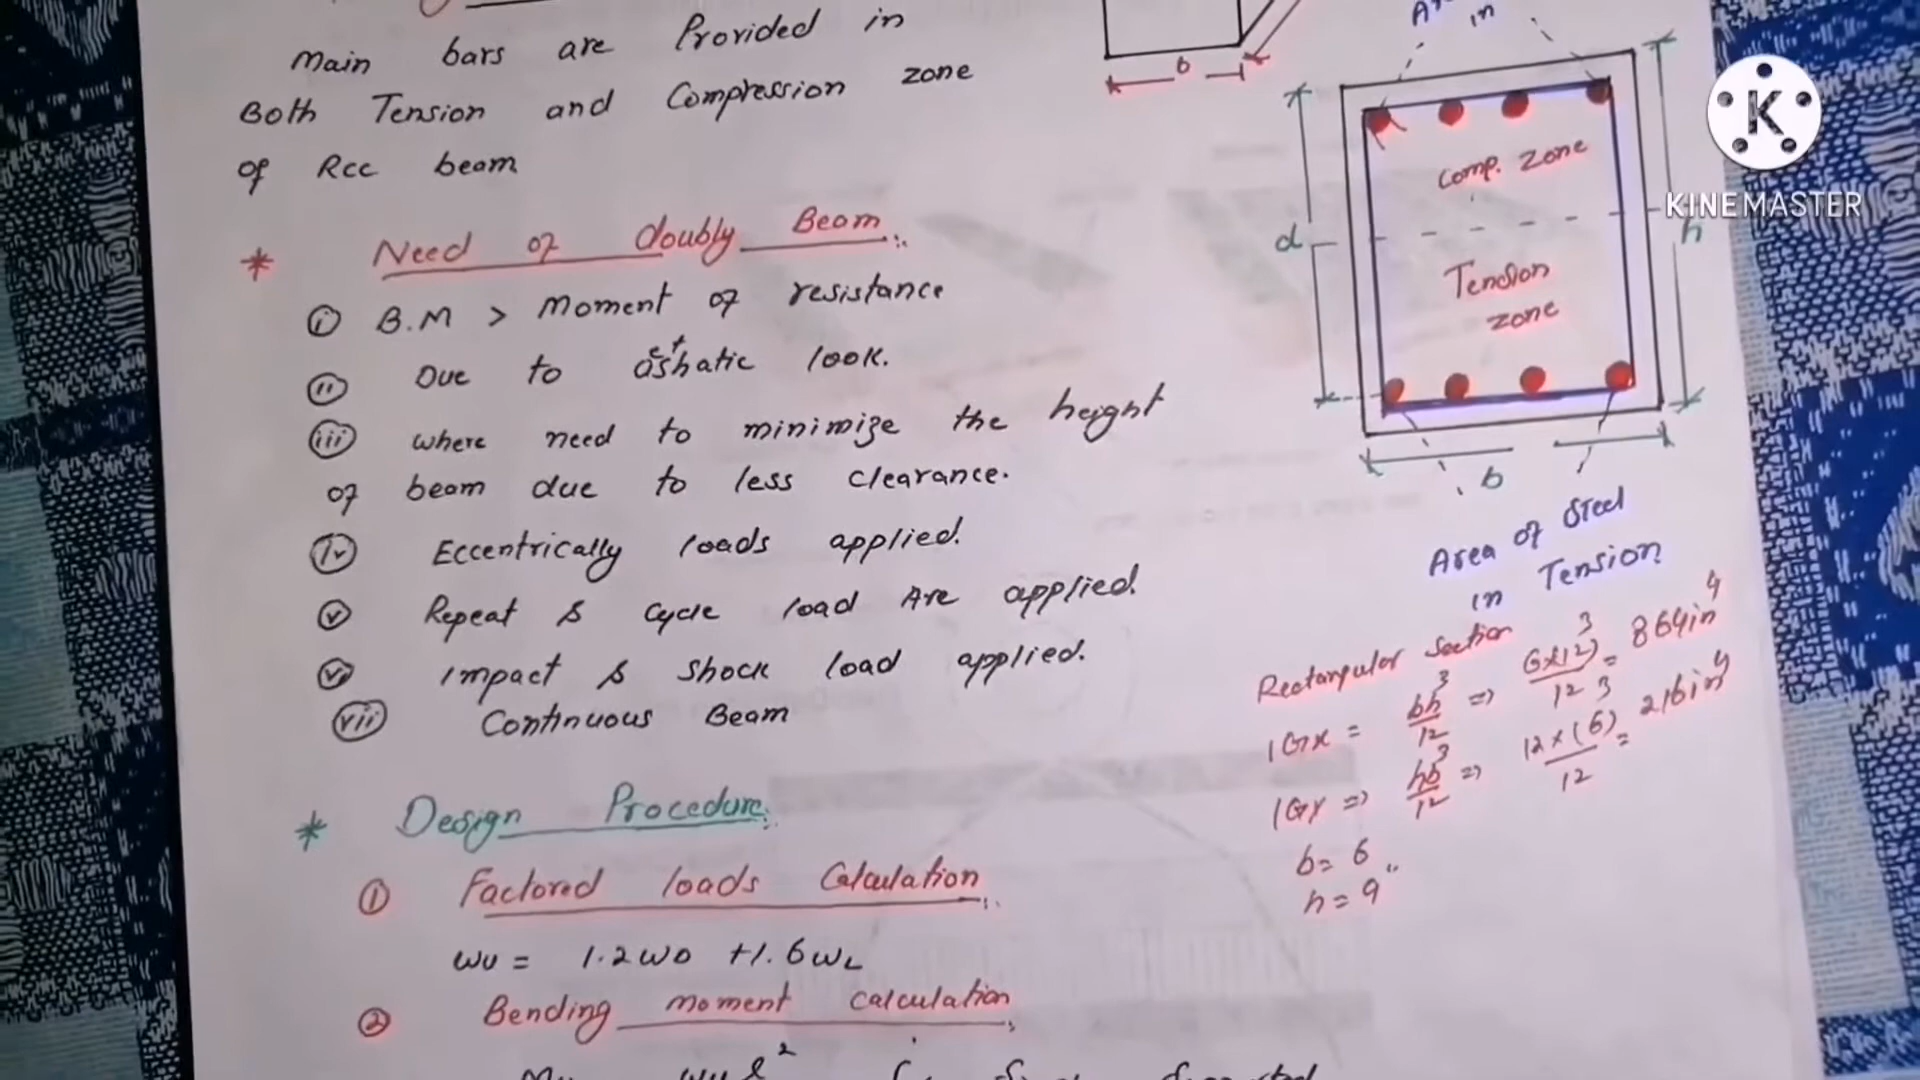 main bars are Provided in
Both Tension and Compression zone
of Rcc beam
* Need of doubly Beam
(i) B.M > moment of resistance
(ii) Due to asthatic look.
(iii) where need to minimize the height
of beam due to less clearance.
(iv) Eccentrically loads applied.
(v) Repeat & Cycle load Are applied.
(v) Impact & Shock load applied.
(vii) Continuous Beam
* Design Procedure
(1) Factored loads Calculation
wu = 1.2WD + 1.6WL
(2) Bending moment calculation
Mu wul²
b
in
comp. zone
d
h
Tension
zone
b
Area of Steel
in Tension
Rectangular section
IGx = bh³/12 => 6x(12)³/12 = 864in⁴
IGy => hb³/12 => 12x(6)³/12 = 216in⁴
b= 6"
h= 9"
K
KINEMASTER